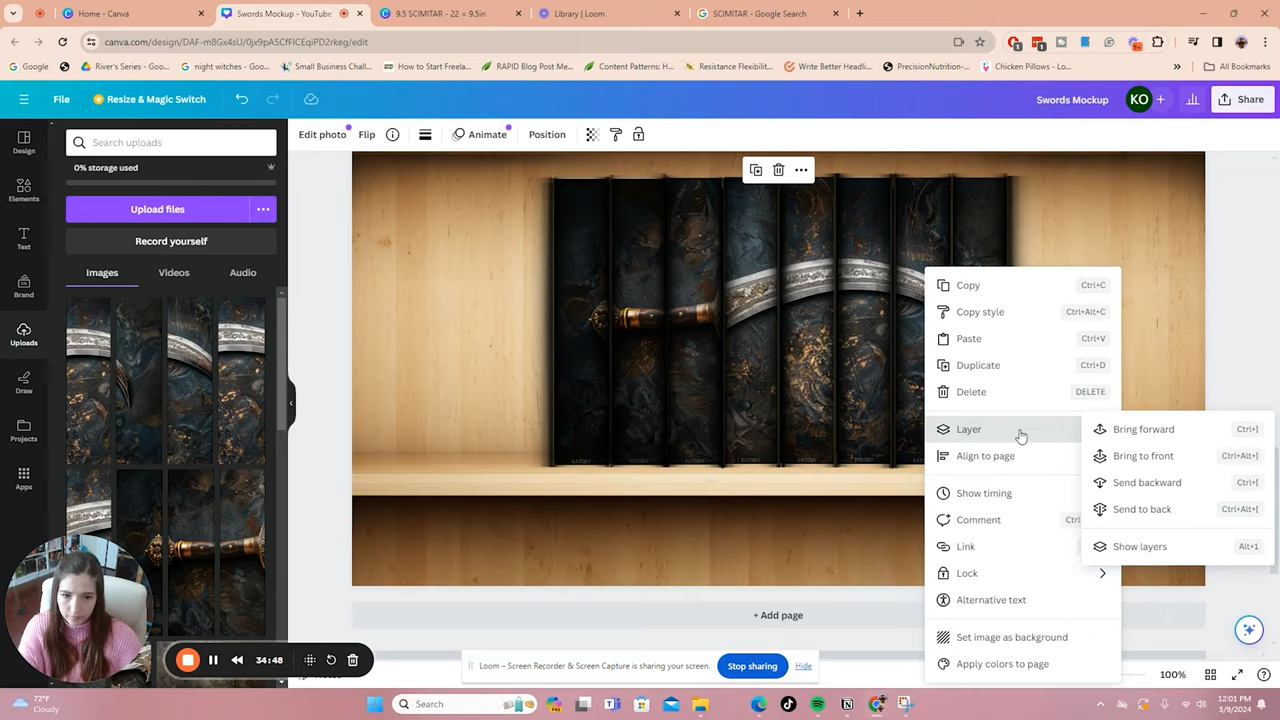 Home - Canva
Swords Mockup - YouTube
9.5 SCIMITAR - 22 × 9.5in
Library | Loom
SCIMITAR - Google Search
canva.com/design/DAF-m8Gx4sU/0jx9pA5CfFICEqiPD2rkeg/edit
Google
River's Series - Goo...
night witches - Goo...
Small Business Chall...
How to Start Freela...
RAPID Blog Post Me...
Content Patterns: H...
Resistance Flexibilit...
Write Better Headli...
PrecisionNutrition-...
Chicken Pillows - Lo...
All Bookmarks
File
Resize & Magic Switch
Swords Mockup
KO
Share
Design
Elements
Text
Brand
Uploads
Draw
Projects
Apps
Search uploads
0% storage used
Upload files
Record yourself
Images
Videos
Audio
Edit photo
Flip
Animate
Position
KATSBY KATSBY KATSBY KATSBY KATSBY
Copy Ctrl+C
Copy style Ctrl+Alt+C
Paste Ctrl+V
Duplicate Ctrl+D
Delete DELETE
Layer
Align to page
Show timing
Comment
Link
Lock
Alternative text
Set image as background
Apply colors to page
Bring forward Ctrl+]
Bring to front Ctrl+Alt+]
Send backward Ctrl+[
Send to back Ctrl+Alt+[
Show layers Alt+1
+ Add page
34:48
Loom – Screen Recorder & Screen Capture is sharing your screen.
Stop sharing
Hide
100%
72°F
Cloudy
Search
12:01 PM
3/9/2024